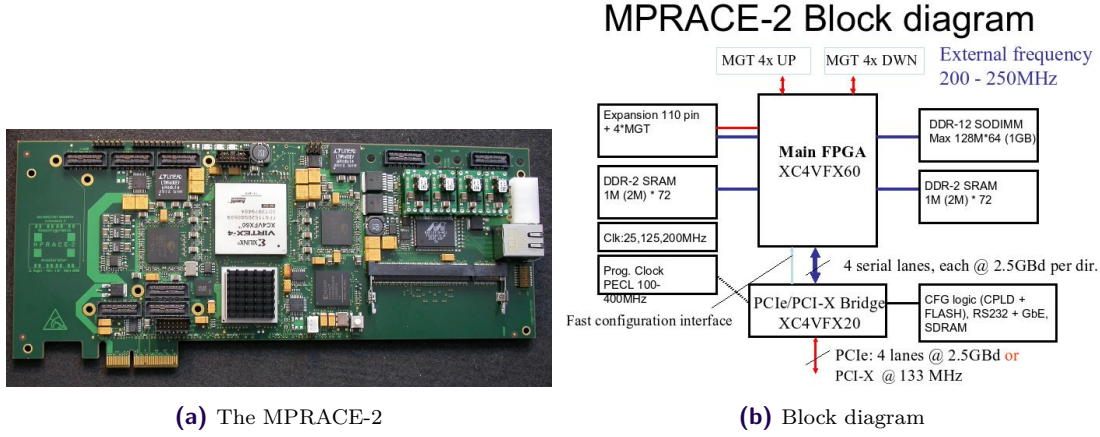 MPRACE-2 Block diagram
MGT 4x UP
MGT 4x DWN
External frequency
200 - 250MHz
Expansion 110 pin
+ 4*MGT
Main FPGA
XC4VFX60
DDR-12 SODIMM
Max 128M*64 (1GB)
DDR-2 SRAM
1M (2M) * 72
DDR-2 SRAM
1M (2M) * 72
Clk:25,125,200MHz
4 serial lanes, each @ 2.5GBd per dir.
Prog. Clock
PECL 100-
400MHz
PCIe/PCI-X Bridge
XC4VFX20
CFG logic (CPLD +
FLASH), RS232 + GbE,
SDRAM
Fast configuration interface
PCIe: 4 lanes @ 2.5GBd or
PCI-X @ 133 MHz
XILINX
VIRTEX-4
XC4VFX60
MPRACE-2
(a) The MPRACE-2
(b) Block diagram